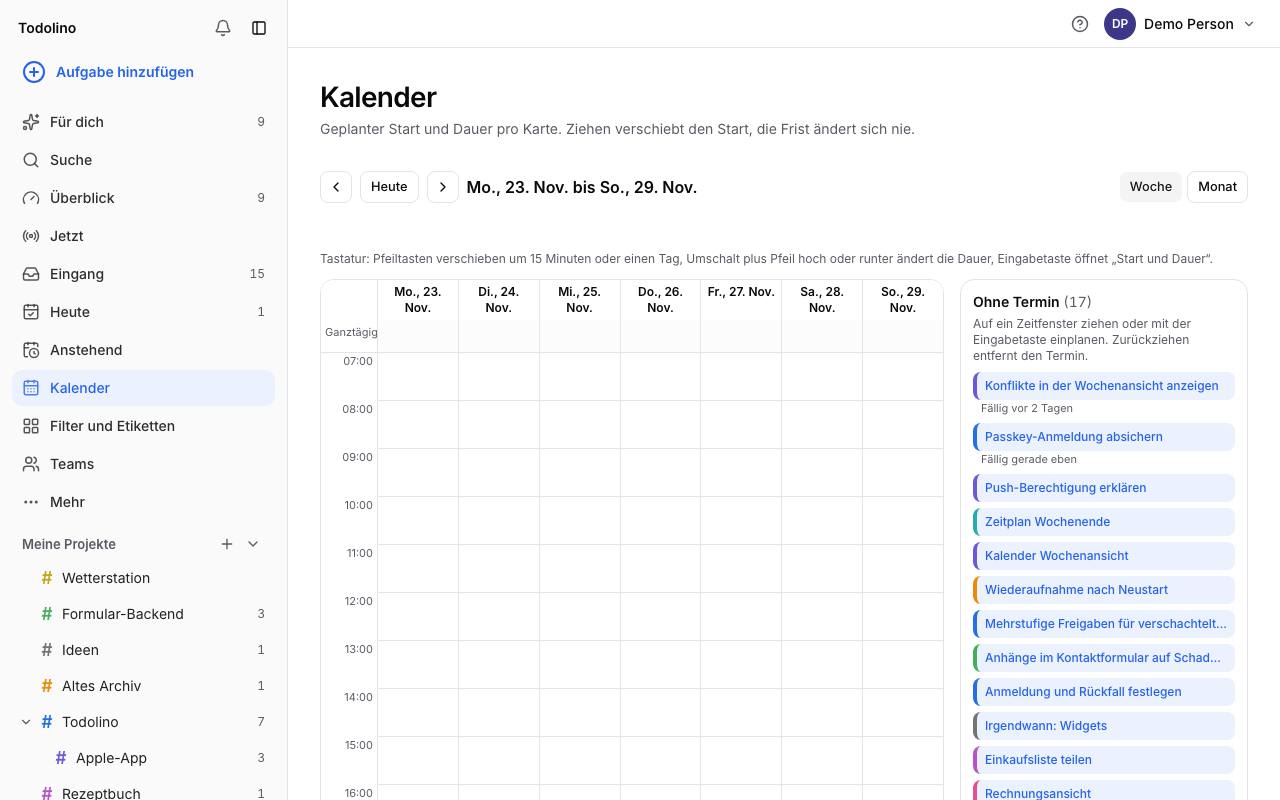 Todolino
Aufgabe hinzufügen
Für dich 9
Suche
Überblick 9
Jetzt
Eingang 15
Heute 1
Anstehend
Kalender
Filter und Etiketten
Teams
Mehr
Meine Projekte
# Wetterstation
# Formular-Backend 3
# Ideen 1
# Altes Archiv 1
# Todolino 7
# Apple-App 3
# Rezeptbuch 1
DP Demo Person
Kalender
Geplanter Start und Dauer pro Karte. Ziehen verschiebt den Start, die Frist ändert sich nie.
Heute
Mo., 23. Nov. bis So., 29. Nov.
Woche Monat
Tastatur: Pfeiltasten verschieben um 15 Minuten oder einen Tag, Umschalt plus Pfeil hoch oder runter ändert die Dauer, Eingabetaste öffnet „Start und Dauer“.
Mo., 23. Nov.
Di., 24. Nov.
Mi., 25. Nov.
Do., 26. Nov.
Fr., 27. Nov.
Sa., 28. Nov.
So., 29. Nov.
Ganztägig
07:00
08:00
09:00
10:00
11:00
12:00
13:00
14:00
15:00
16:00
Ohne Termin (17)
Auf ein Zeitfenster ziehen oder mit der
Eingabetaste einplanen. Zurückziehen
entfernt den Termin.
Konflikte in der Wochenansicht anzeigen
Fällig vor 2 Tagen
Passkey-Anmeldung absichern
Fällig gerade eben
Push-Berechtigung erklären
Zeitplan Wochenende
Kalender Wochenansicht
Wiederaufnahme nach Neustart
Mehrstufige Freigaben für verschachtelt...
Anhänge im Kontaktformular auf Schad...
Anmeldung und Rückfall festlegen
Irgendwann: Widgets
Einkaufsliste teilen
Rechnungsansicht